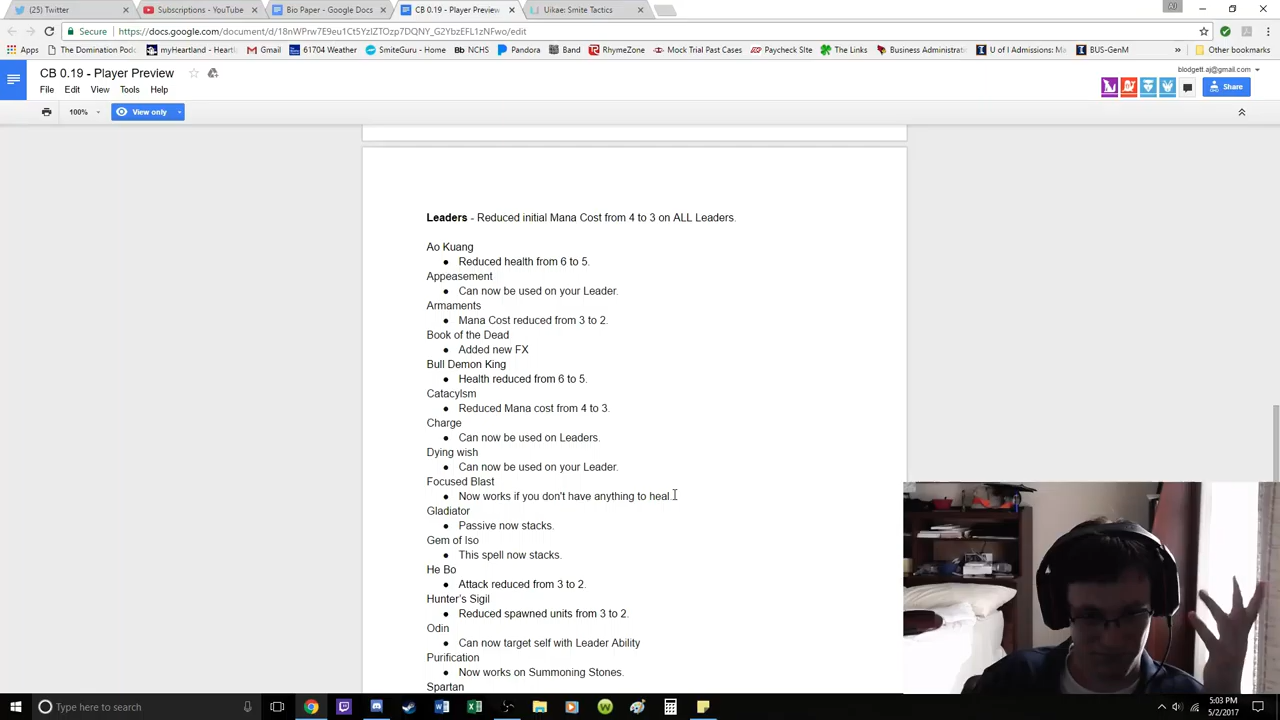 (25) Twitter
Subscriptions - YouTube
Bio Paper - Google Docs
CB 0.19 - Player Preview
Uikae: Smite Tactics
AJ
Secure
https://docs.google.com/document/d/18nWPrw7E9eu1Ct5YzIZTOzp7DQNY_G2YbzEFL1zNFwo/edit
Apps
The Domination Pod
myHeartland - Heart
Gmail
61704 Weather
SmiteGuru - Home
NCHS
Pandora
Band
RhymeZone
Mock Trial Past Cases
Paycheck Site
The Links
Business Administrati
U of I Admissions: Ma
BUS-GenM
Other bookmarks
CB 0.19 - Player Preview
blodgett.aj@gmail.com
File Edit View Tools Help
Share
100%
View only
Leaders - Reduced initial Mana Cost from 4 to 3 on ALL Leaders.
Ao Kuang
● Reduced health from 6 to 5.
Appeasement
● Can now be used on your Leader.
Armaments
● Mana Cost reduced from 3 to 2.
Book of the Dead
● Added new FX
Bull Demon King
● Health reduced from 6 to 5.
Catacylsm
● Reduced Mana cost from 4 to 3.
Charge
● Can now be used on Leaders.
Dying wish
● Can now be used on your Leader.
Focused Blast
● Now works if you don't have anything to heal.
Gladiator
● Passive now stacks.
Gem of Iso
● This spell now stacks.
He Bo
● Attack reduced from 3 to 2.
Hunter's Sigil
● Reduced spawned units from 3 to 2.
Odin
● Can now target self with Leader Ability
Purification
● Now works on Summoning Stones.
Spartan
Type here to search
5:03 PM
5/2/2017